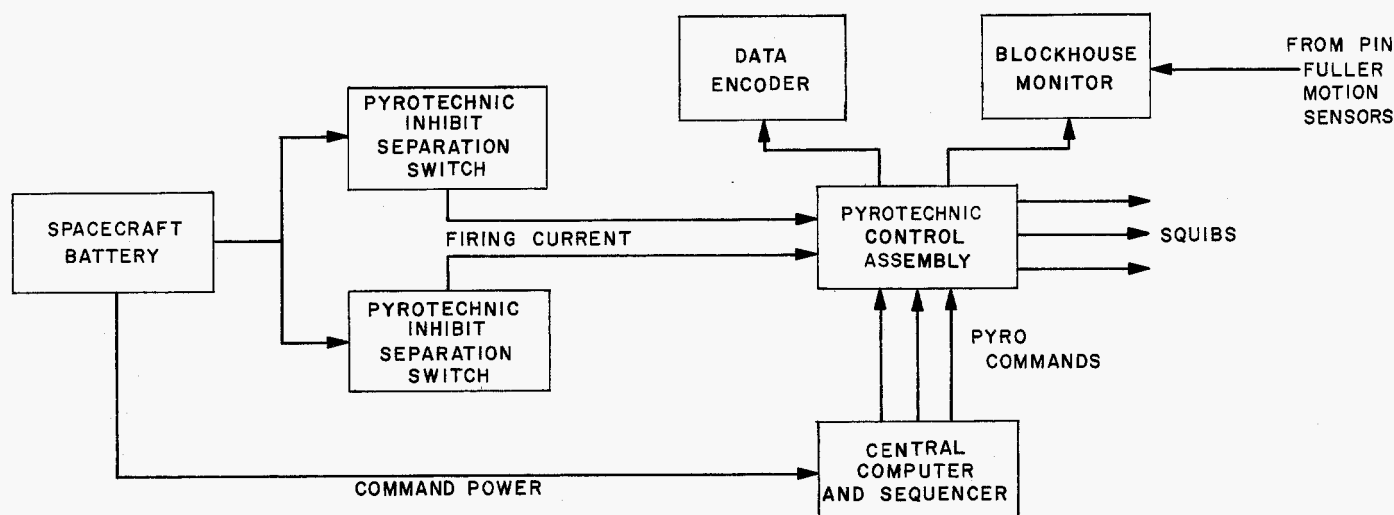 DATA
ENCODER
BLOCKHOUSE
MONITOR
FROM PIN
FULLER
MOTION
SENSORS
PYROTECHNIC
INHIBIT
SEPARATION
SWITCH
SPACECRAFT
BATTERY
FIRING CURRENT
PYROTECHNIC
CONTROL
ASSEMBLY
SQUIBS
PYROTECHNIC
INHIBIT
SEPARATION
SWITCH
PYRO
COMMANDS
CENTRAL
COMPUTER
AND SEQUENCER
COMMAND POWER